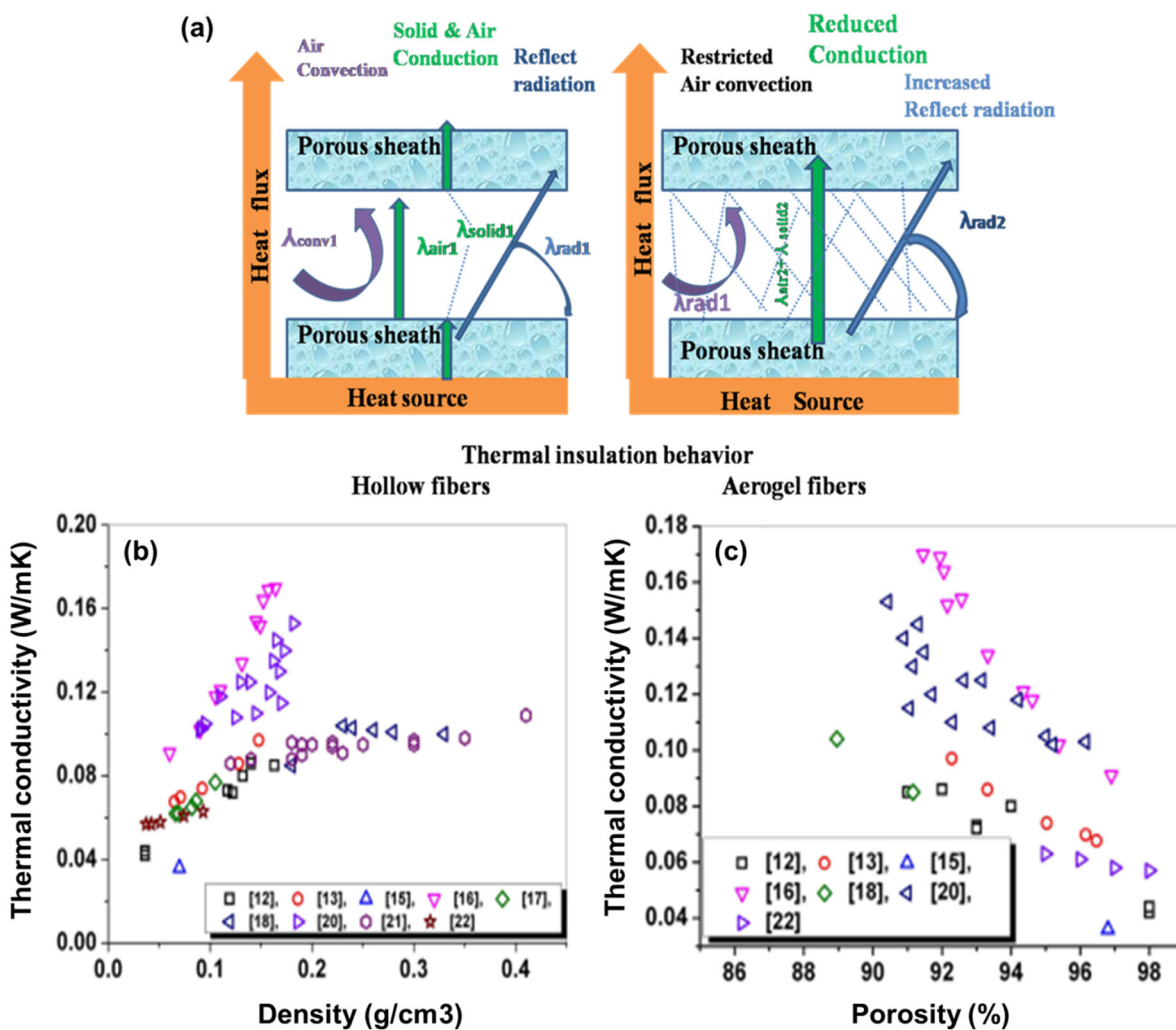 (a)
Air
Convection
Solid & Air
Conduction
Reflect
radiation
Heat flux
Porous sheath
λconv1
λair1
λsolid1
λrad1
Porous sheath
Heat source
Restricted
Air convection
Reduced
Conduction
Increased
Reflect radiation
Heat flux
Porous sheath
λrad1
λair2+ λ solid2
λrad2
Porous sheath
Heat Source
Thermal insulation behavior
Hollow fibers
Aerogel fibers
(b)
Thermal conductivity (W/mK)
0.20
0.16
0.12
0.08
0.04
0.00
[12], [13], [15], [16], [17],
[18], [20], [21], [22]
0.0 0.1 0.2 0.3 0.4
Density (g/cm3)
(c)
Thermal conductivity (W/mK)
0.18
0.16
0.14
0.12
0.10
0.08
0.06
0.04
[12], [13], [15],
[16], [18], [20],
[22]
86 88 90 92 94 96 98
Porosity (%)